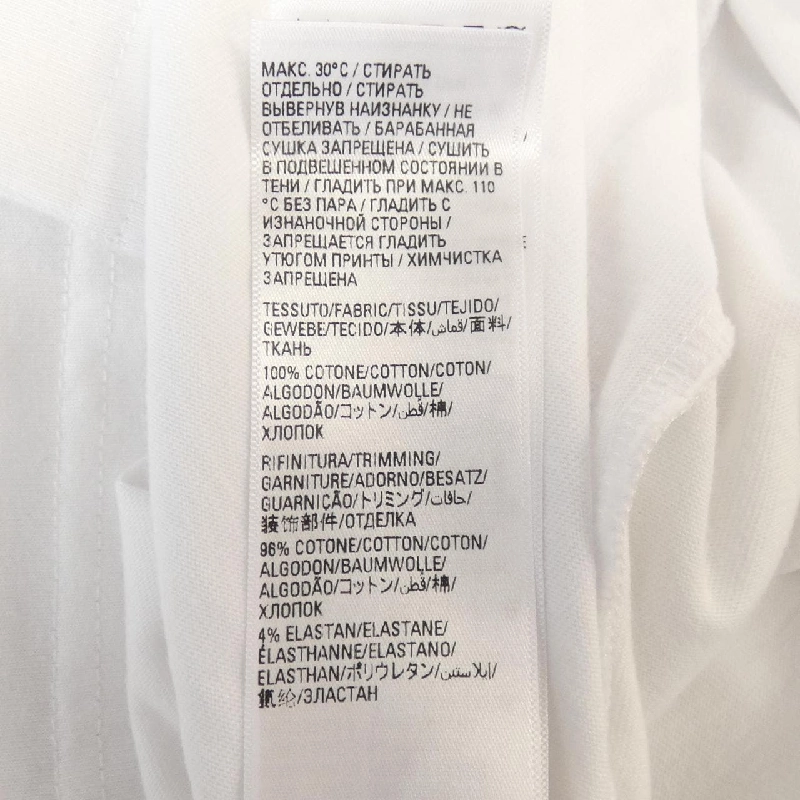 МАКС. 30°C / СТИРАТЬ
ОТДЕЛЬНО / СТИРАТЬ
ВЫВЕРНУВ НАИЗНАНКУ / НЕ
ОТБЕЛИВАТЬ / БАРАБАННАЯ
СУШКА ЗАПРЕЩЕНА / СУШИТЬ
В ПОДВЕШЕННОМ СОСТОЯНИИ В
ТЕНИ / ГЛАДИТЬ ПРИ МАКС. 110
°C БЕЗ ПАРА / ГЛАДИТЬ С
ИЗНАНОЧНОЙ СТОРОНЫ /
ЗАПРЕЩАЕТСЯ ГЛАДИТЬ
УТЮГОМ ПРИНТЫ / ХИМЧИСТКА
ЗАПРЕЩЕНА
TESSUTO/FABRIC/TISSU/TEJIDO/
GEWEBE/TECIDO/本体/قماش/面料/
ТКАНЬ
100% COTONE/COTTON/COTON/
ALGODON/BAUMWOLLE/
ALGODÃO/コットン/قُطن/棉/
ХЛОПОК
RIFINITURA/TRIMMING/
GARNITURE/ADORNO/BESATZ/
GUARNIÇÃO/トリミング/حافات/
装饰部件/ОТДЕЛКА
96% COTONE/COTTON/COTON/
ALGODON/BAUMWOLLE/
ALGODÃO/コットン/قُطن/棉/
ХЛОПОК
4% ELASTAN/ELASTANE/
ÉLASTHANNE/ELASTANO/
ELASTHAN/ポリウレタン/إيلاستين/
氨纶/ЭЛАСТАН